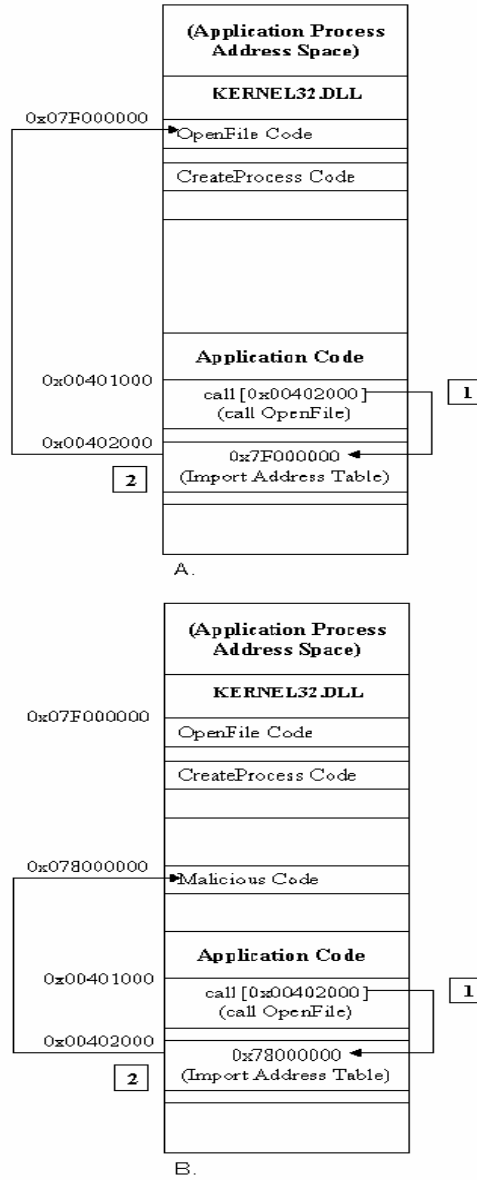 (Application Process
Address Space)
KERNEL32.DLL
0x07F000000
OpenFile Code
CreateProcess Code
Application Code
0x00401000
call [0x00402000]
(call OpenFile)
1
0x00402000
0x7F000000
(Import Address Table)
2
A.
(Application Process
Address Space)
KERNEL32.DLL
0x07F000000
OpenFile Code
CreateProcess Code
0x078000000
Malicious Code
Application Code
0x00401000
call [0x00402000]
(call OpenFile)
1
0x00402000
0x78000000
(Import Address Table)
2
B.